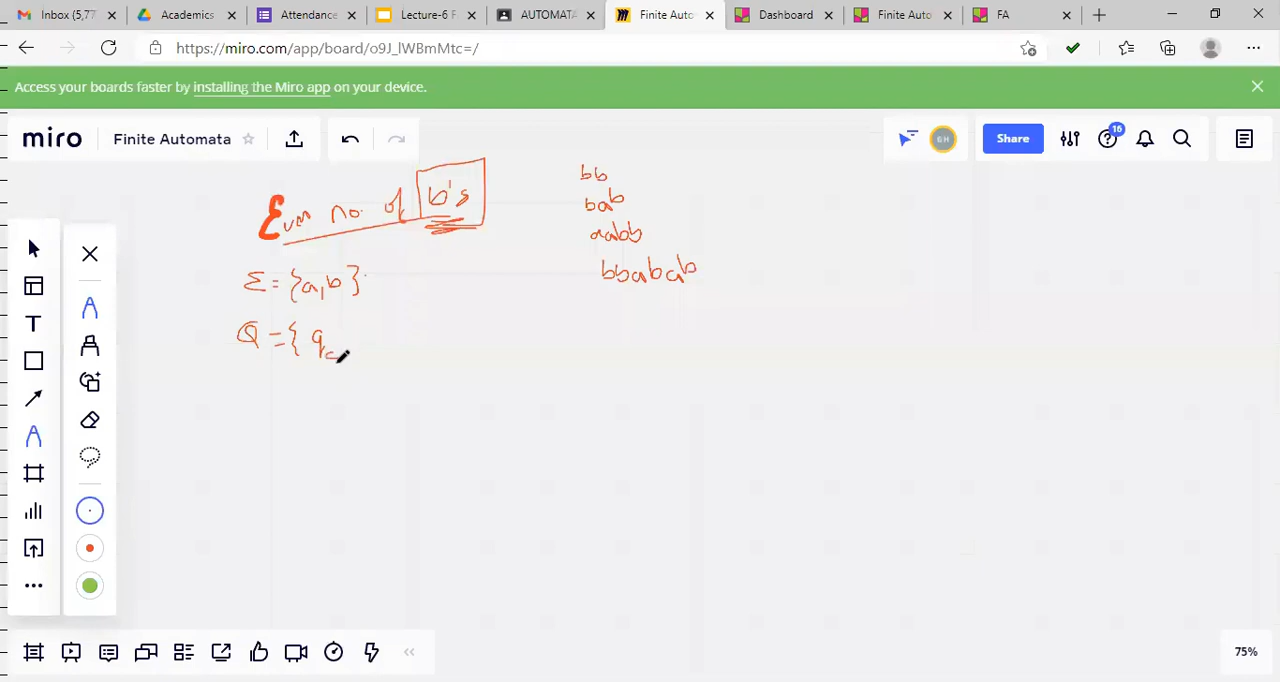 Inbox (5,77
Academics
Attendance
Lecture-6 F
AUTOMATA
Finite Auto
Dashboard
Finite Auto
FA
https://miro.com/app/board/o9J_lWBmMtc=/
Access your boards faster by installing the Miro app on your device.
miro
Finite Automata
Share
16
GH
Even no. of b's
Σ = {a,b}
Q = { q
bb
bab
aabb
bbabab
T
75%